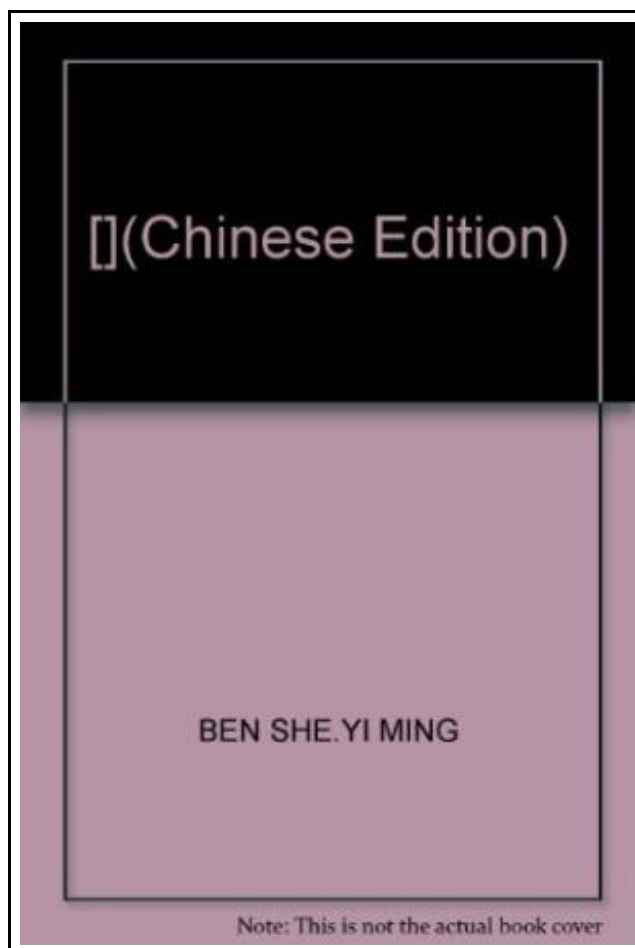 [](Chinese Edition)
BEN SHE.YI MING
Note: This is not the actual book cover